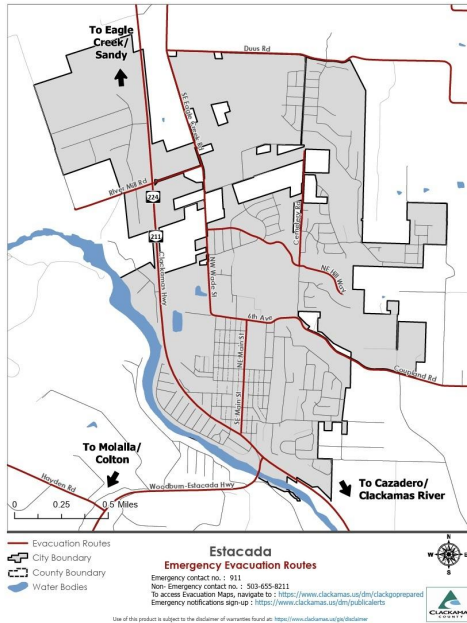 To Eagle
Creek/
Sandy
Duus Rd
SE Eagle Creek Rd
River Mill Rd
224
211
Clackamas Hwy
Cemetery Rd
NW Wade St
NE Hill Way
6th Ave
NE Main St
SE Main St
Coupland Rd
To Molalla/
Colton
Hayden Rd
Woodburn-Estacada Hwy
To Cazadero/
Clackamas River
0 0.25 0.5 Miles
Evacuation Routes
City Boundary
County Boundary
Water Bodies
Estacada
Emergency Evacuation Routes
Emergency contact no. : 911
Non- Emergency contact no. : 503-655-8211
To access Evacuation Maps, navigate to : https://www.clackamas.us/dm/clackgoprepared
Emergency notifications sign-up : https://www.clackamas.us/dm/publicalerts
Use of this product is subject to the disclaimer of warranties found at: https://www.clackamas.us/gis/disclaimer
N
W E
S
CLACKAMAS
COUNTY